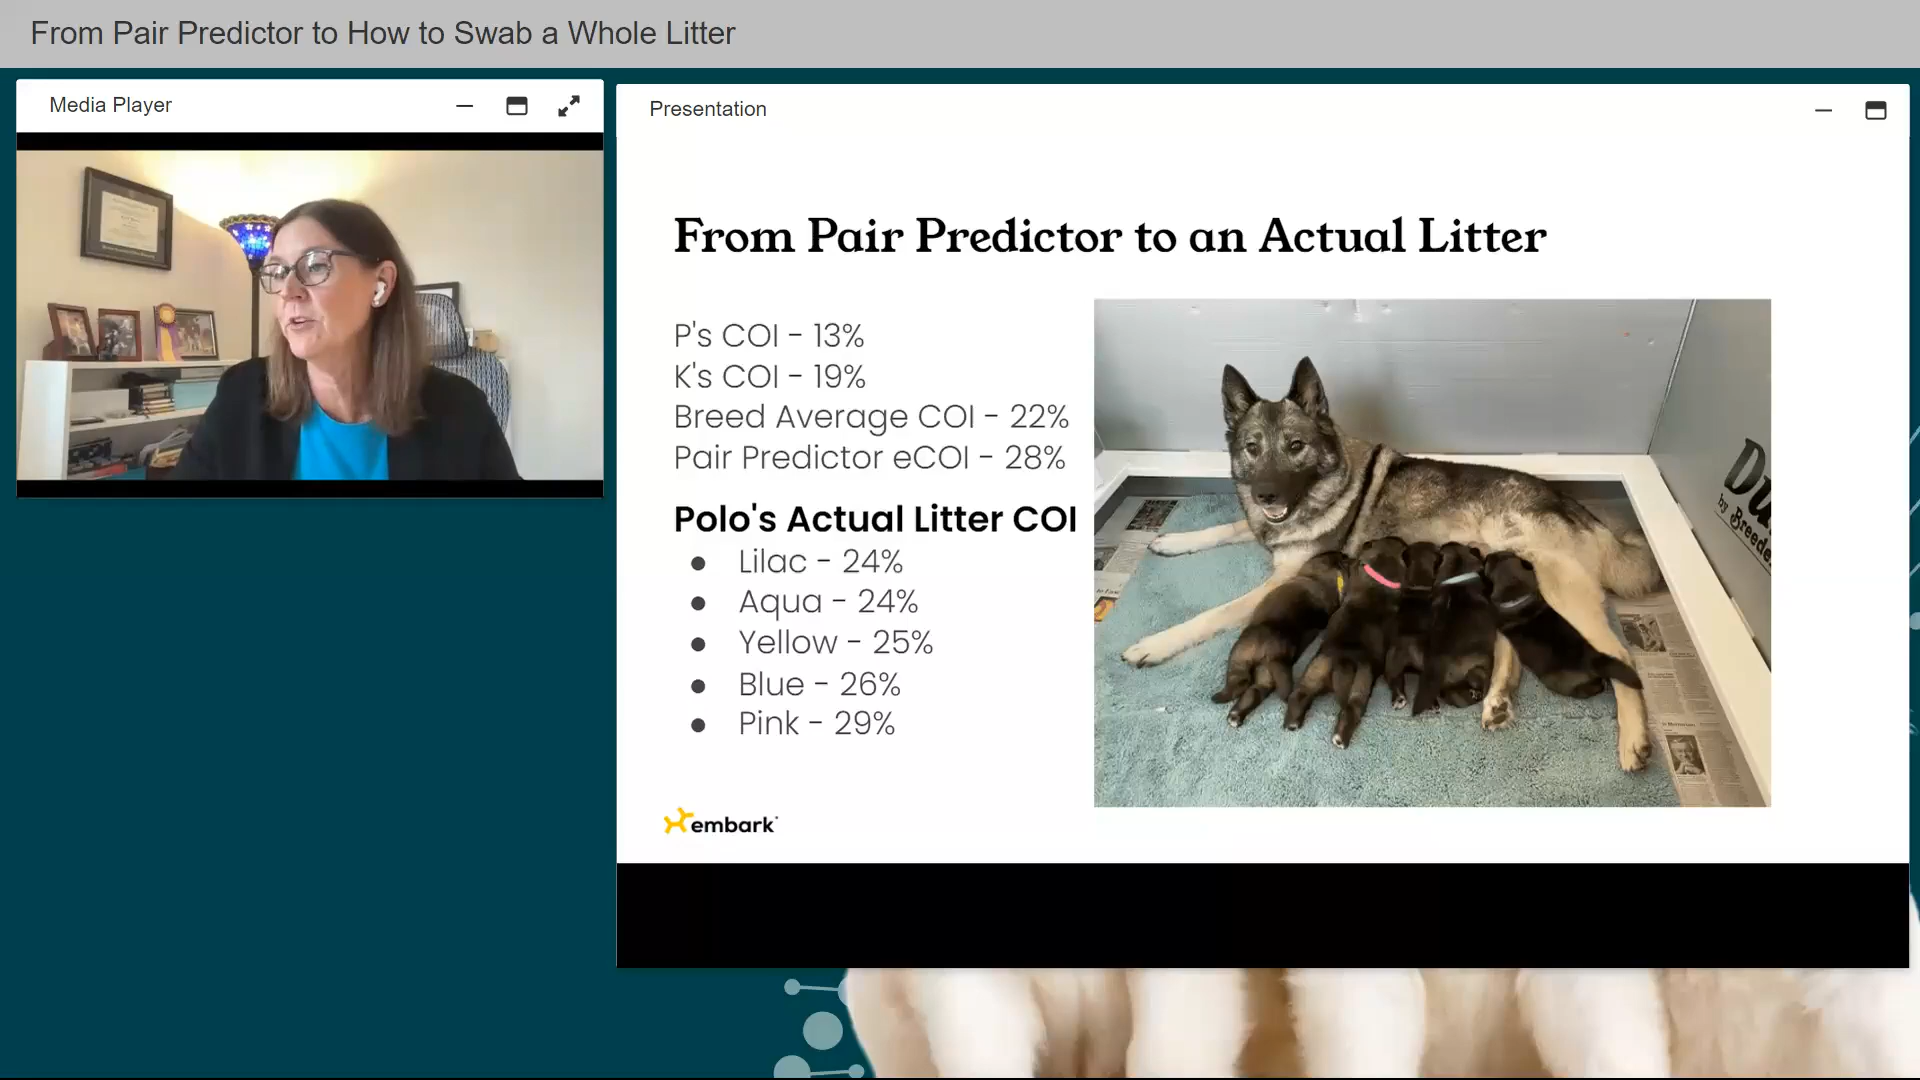 From Pair Predictor to How to Swab a Whole Litter
Media Player
Presentation
From Pair Predictor to an Actual Litter
P's COI - 13%
K's COI - 19%
Breed Average COI - 22%
Pair Predictor eCOI - 28%
Polo's Actual Litter COI
● Lilac - 24%
● Aqua - 24%
● Yellow - 25%
● Blue - 26%
● Pink - 29%
by Breede
embark